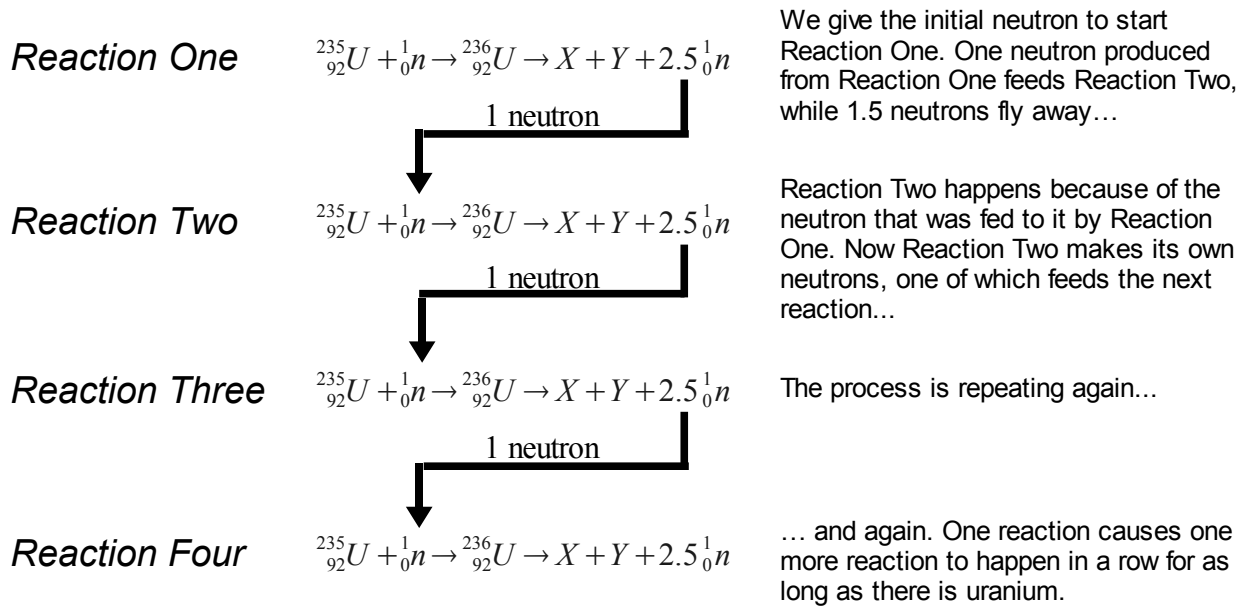 We give the initial neutron to start
Reaction One ²³⁵₉₂U + ¹₀n → ²³⁶₉₂U → X + Y + 2.5 ¹₀n Reaction One. One neutron produced
from Reaction One feeds Reaction Two,
while 1.5 neutrons fly away…
1 neutron
Reaction Two happens because of the
Reaction Two ²³⁵₉₂U + ¹₀n → ²³⁶₉₂U → X + Y + 2.5 ¹₀n neutron that was fed to it by Reaction
One. Now Reaction Two makes its own
neutrons, one of which feeds the next
reaction...
1 neutron
Reaction Three ²³⁵₉₂U + ¹₀n → ²³⁶₉₂U → X + Y + 2.5 ¹₀n The process is repeating again...
1 neutron
Reaction Four ²³⁵₉₂U + ¹₀n → ²³⁶₉₂U → X + Y + 2.5 ¹₀n … and again. One reaction causes one
more reaction to happen in a row for as
long as there is uranium.